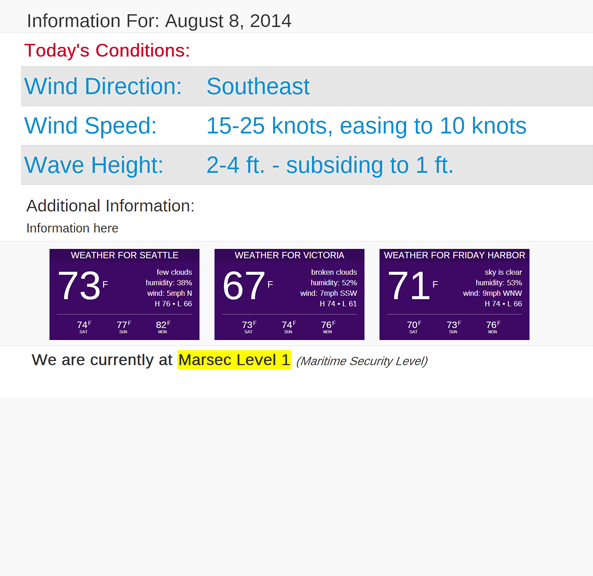 Information For: August 8, 2014
Today's Conditions:
Wind Direction: Southeast
Wind Speed: 15-25 knots, easing to 10 knots
Wave Height: 2-4 ft. - subsiding to 1 ft.
Additional Information:
Information here
WEATHER FOR SEATTLE
73 F
few clouds
humidity: 38%
wind: 5mph N
H 76 • L 66
74F 77F 82F
SAT SUN MON
WEATHER FOR VICTORIA
67 F
broken clouds
humidity: 52%
wind: 7mph SSW
H 74 • L 61
73F 74F 76F
SAT SUN MON
WEATHER FOR FRIDAY HARBOR
71 F
sky is clear
humidity: 53%
wind: 9mph WNW
H 74 • L 66
70F 73F 76F
SAT SUN MON
We are currently at Marsec Level 1 (Maritime Security Level)